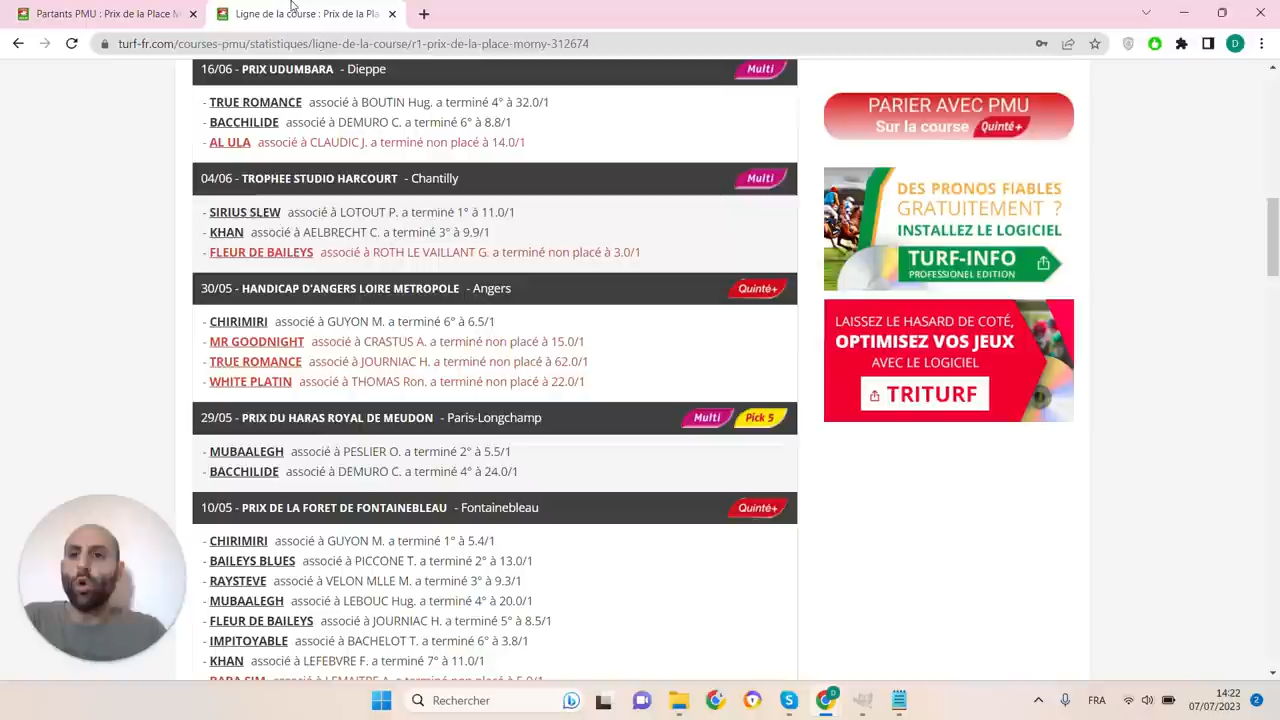 Partants PMU : Prix de la Place M
Ligne de la course : Prix de la Pla
turf-fr.com/courses-pmu/statistiques/ligne-de-la-course/r1-prix-de-la-place-morny-312674
D
16/06 - PRIX UDUMBARA - Dieppe Multi
- TRUE ROMANCE associé à BOUTIN Hug. a terminé 4° à 32.0/1
- BACCHILIDE associé à DEMURO C. a terminé 6° à 8.8/1
- AL ULA associé à CLAUDIC J. a terminé non placé à 14.0/1
04/06 - TROPHEE STUDIO HARCOURT - Chantilly Multi
- SIRIUS SLEW associé à LOTOUT P. a terminé 1° à 11.0/1
- KHAN associé à AELBRECHT C. a terminé 3° à 9.9/1
- FLEUR DE BAILEYS associé à ROTH LE VAILLANT G. a terminé non placé à 3.0/1
30/05 - HANDICAP D'ANGERS LOIRE METROPOLE - Angers Quinté+
- CHIRIMIRI associé à GUYON M. a terminé 6° à 6.5/1
- MR GOODNIGHT associé à CRASTUS A. a terminé non placé à 15.0/1
- TRUE ROMANCE associé à JOURNIAC H. a terminé non placé à 62.0/1
- WHITE PLATIN associé à THOMAS Ron. a terminé non placé à 22.0/1
29/05 - PRIX DU HARAS ROYAL DE MEUDON - Paris-Longchamp Multi Pick 5
- MUBAALEGH associé à PESLIER O. a terminé 2° à 5.5/1
- BACCHILIDE associé à DEMURO C. a terminé 4° à 24.0/1
10/05 - PRIX DE LA FORET DE FONTAINEBLEAU - Fontainebleau Quinté+
- CHIRIMIRI associé à GUYON M. a terminé 1° à 5.4/1
- BAILEYS BLUES associé à PICCONE T. a terminé 2° à 13.0/1
- RAYSTEVE associé à VELON MLLE M. a terminé 3° à 9.3/1
- MUBAALEGH associé à LEBOUC Hug. a terminé 4° à 20.0/1
- FLEUR DE BAILEYS associé à JOURNIAC H. a terminé 5° à 8.5/1
- IMPITOYABLE associé à BACHELOT T. a terminé 6° à 3.8/1
- KHAN associé à LEFEBVRE F. a terminé 7° à 11.0/1
PARIER AVEC PMU
Sur la course Quinté+
DES PRONOS FIABLES
GRATUITEMENT ?
INSTALLEZ LE LOGICIEL
TURF-INFO
PROFESSIONEL EDITION
LAISSEZ LE HASARD DE COTÉ,
OPTIMISEZ VOS JEUX
AVEC LE LOGICIEL
TRITURF
Rechercher
FRA
14:22
07/07/2023
2